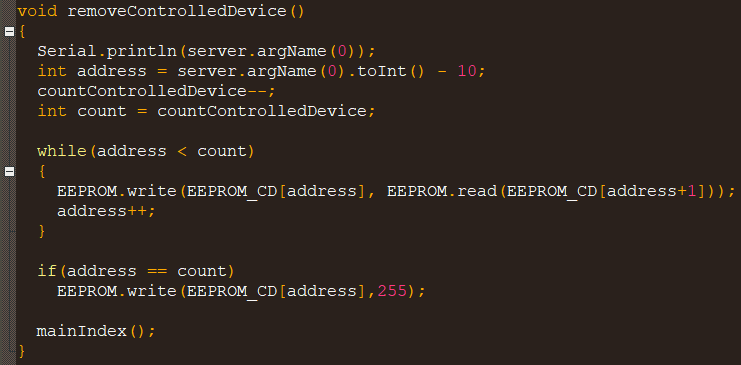 void removeControlledDevice()
{
  Serial.println(server.argName(0));
  int address = server.argName(0).toInt() - 10;
  countControlledDevice--;
  int count = countControlledDevice;

  while(address < count)
  {
    EEPROM.write(EEPROM_CD[address], EEPROM.read(EEPROM_CD[address+1]));
    address++;
  }

  if(address == count)
    EEPROM.write(EEPROM_CD[address],255);

  mainIndex();
}